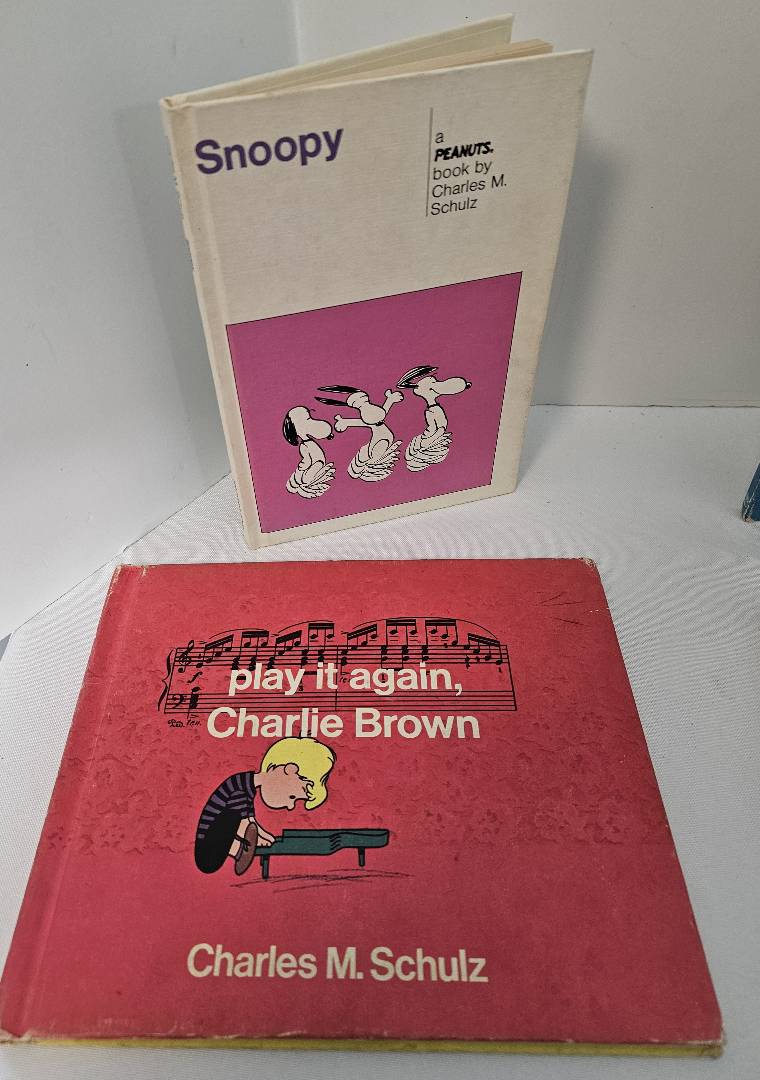 Snoopy
a
PEANUTS.
book by
Charles M.
Schulz
play it again,
Charlie Brown
Charles M. Schulz